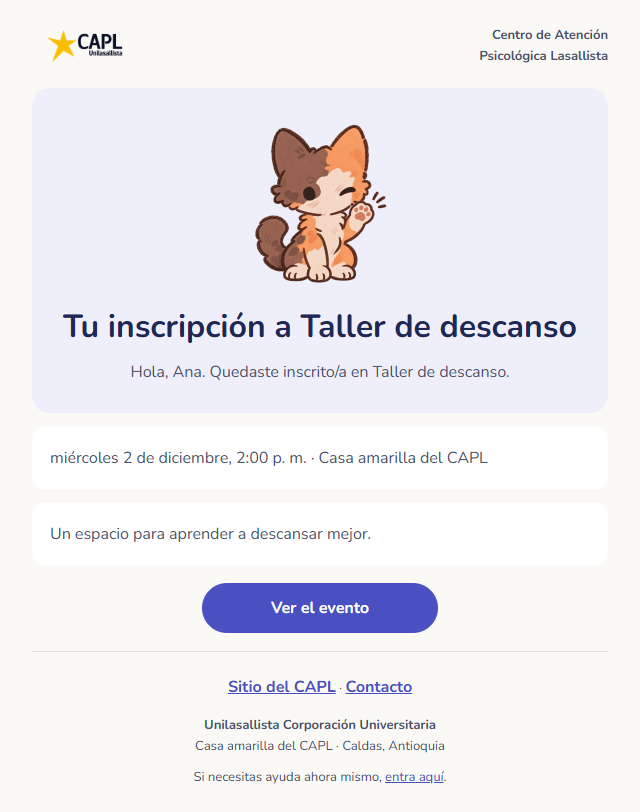 CAPL
Unilasallista
Centro de Atención
Psicológica Lasallista
Tu inscripción a Taller de descanso
Hola, Ana. Quedaste inscrito/a en Taller de descanso.
miércoles 2 de diciembre, 2:00 p. m. · Casa amarilla del CAPL
Un espacio para aprender a descansar mejor.
Ver el evento
Sitio del CAPL · Contacto
Unilasallista Corporación Universitaria
Casa amarilla del CAPL · Caldas, Antioquia
Si necesitas ayuda ahora mismo, entra aquí.